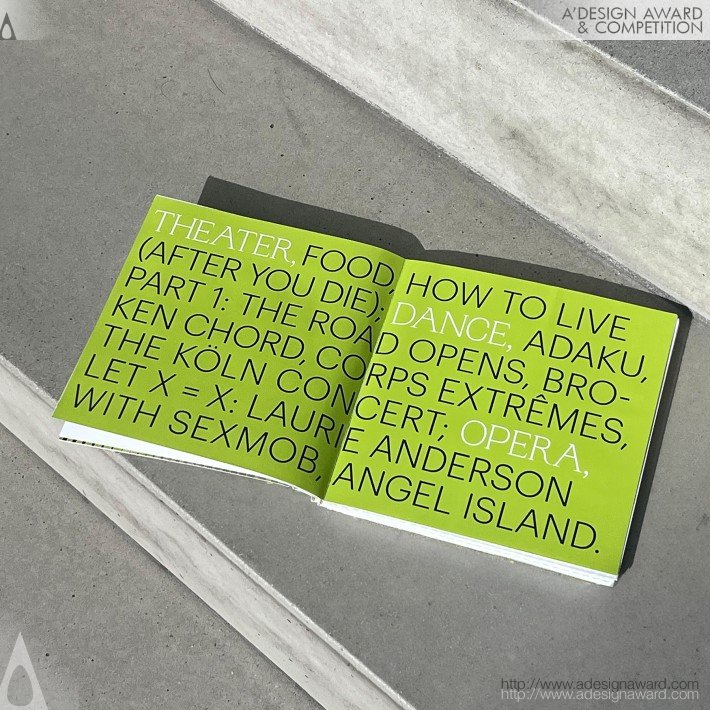 A'DESIGN AWARD
& COMPETITION
THEATER, FOOD, HOW TO LIVE
(AFTER YOU DIE); DANCE, ADAKU,
PART 1: THE ROAD OPENS, BRO-
KEN CHORD, CORPS EXTRÊMES,
THE KÖLN CONCERT; OPERA,
LET X = X: LAURIE ANDERSON
WITH SEXMOB, ANGEL ISLAND.
http://www.adesignaward.com
http://www.adesignaward.com